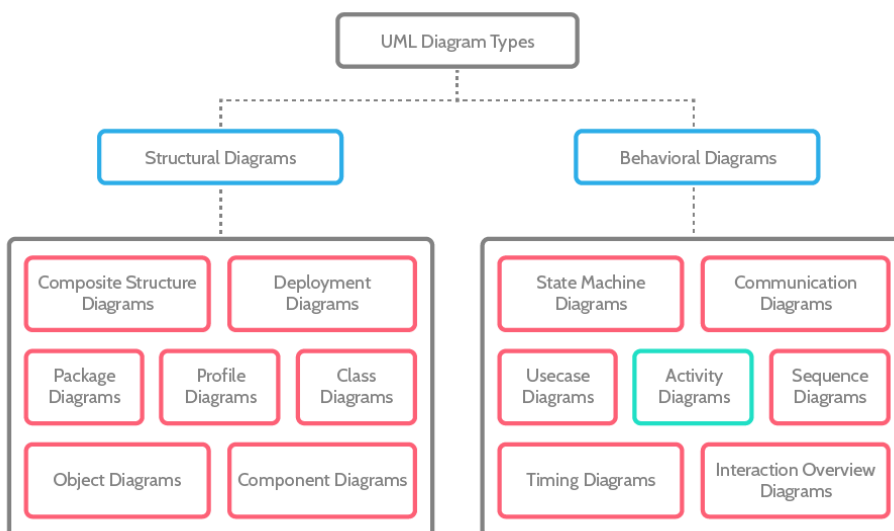 UML Diagram Types
Structural Diagrams
Behavioral Diagrams
Composite Structure
Diagrams
Deployment
Diagrams
Package
Diagrams
Profile
Diagrams
Class
Diagrams
Object Diagrams
Component Diagrams
State Machine
Diagrams
Communication
Diagrams
Usecase
Diagrams
Activity
Diagrams
Sequence
Diagrams
Timing Diagrams
Interaction Overview
Diagrams